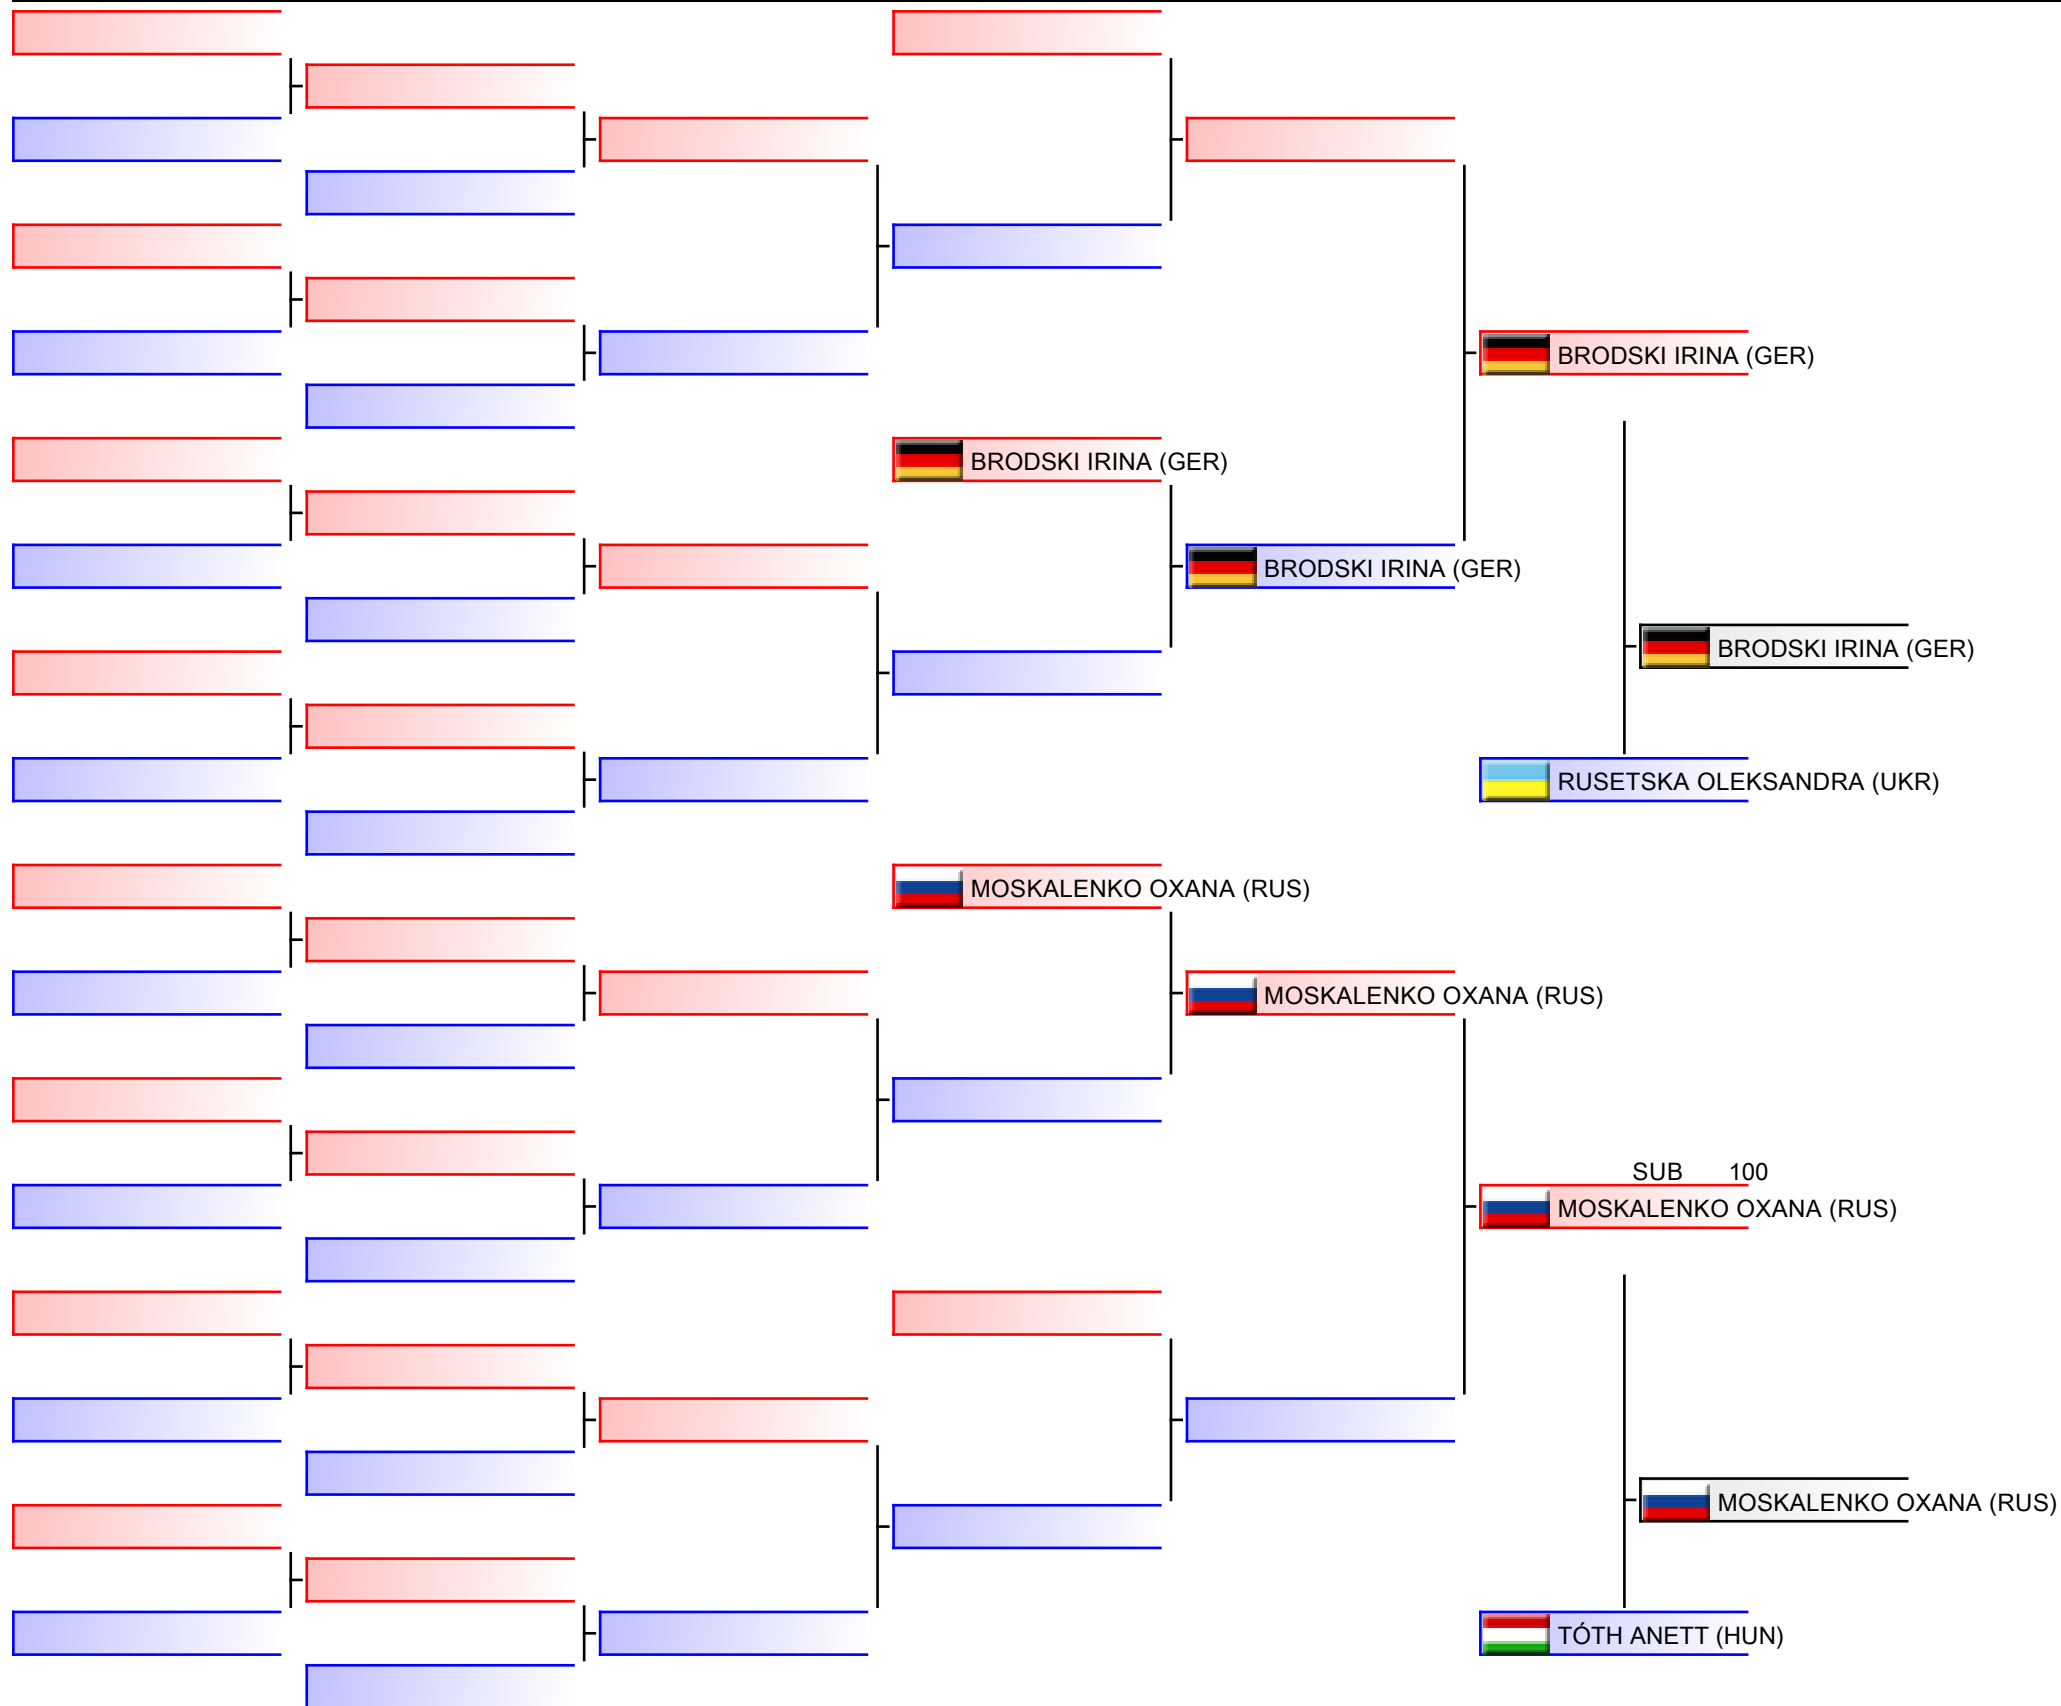 BRODSKI IRINA (GER)
BRODSKI IRINA (GER)
BRODSKI IRINA (GER)
BRODSKI IRINA (GER)
RUSETSKA OLEKSANDRA (UKR)
MOSKALENKO OXANA (RUS)
MOSKALENKO OXANA (RUS)
SUB 100
MOSKALENKO OXANA (RUS)
MOSKALENKO OXANA (RUS)
TÓTH ANETT (HUN)